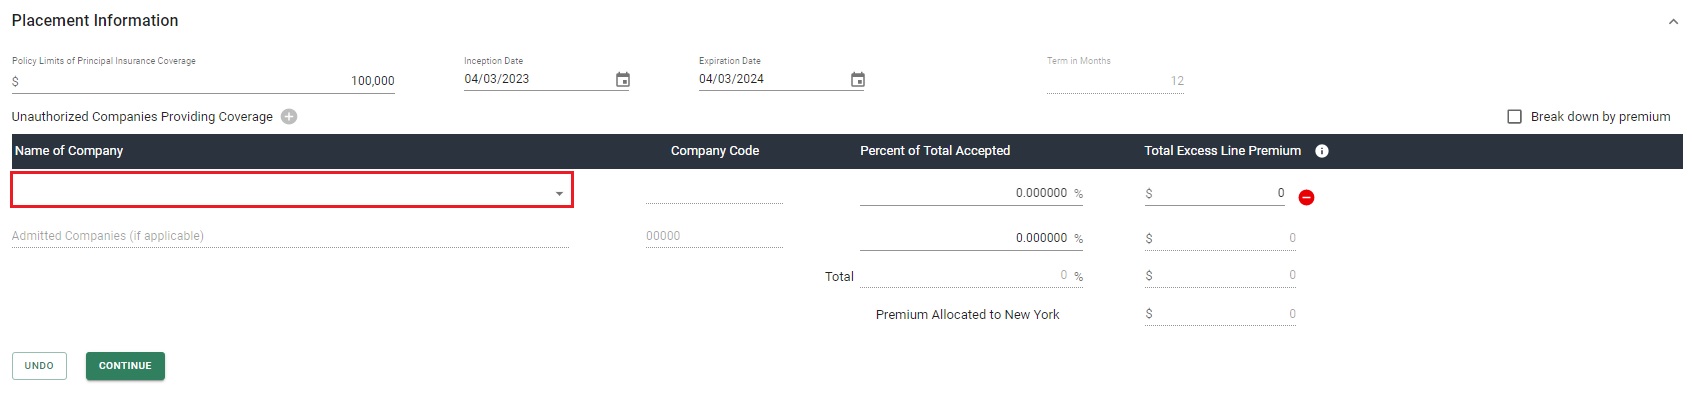 Placement Information
Policy Limits of Principal Insurance Coverage
$ 100,000
Inception Date
04/03/2023
Expiration Date
04/03/2024
Term in Months
12
Unauthorized Companies Providing Coverage
Break down by premium
Name of Company Company Code Percent of Total Accepted Total Excess Line Premium
0.000000 % $ 0
Admitted Companies (if applicable) 00000 0.000000 % $ 0
Total 0 % $ 0
Premium Allocated to New York $ 0
UNDO CONTINUE